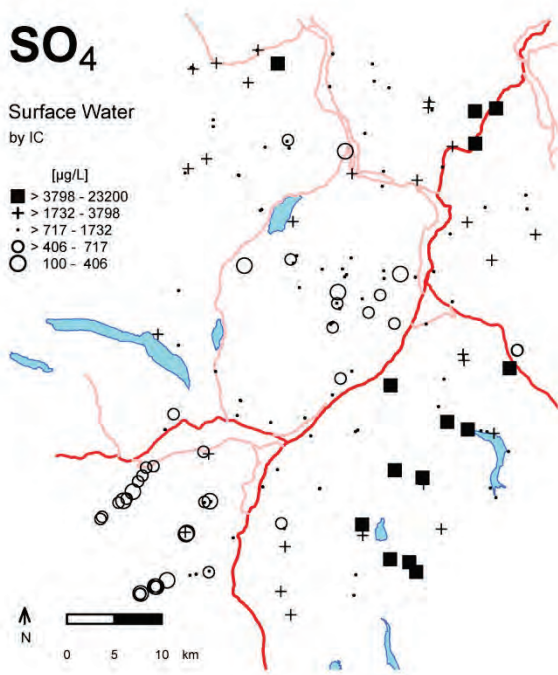 SO4
Surface Water
by IC
[µg/L]
■ > 3798 - 23200
+ > 1732 - 3798
· > 717 - 1732
○ > 406 - 717
○ 100 - 406
N
0 5 10 km